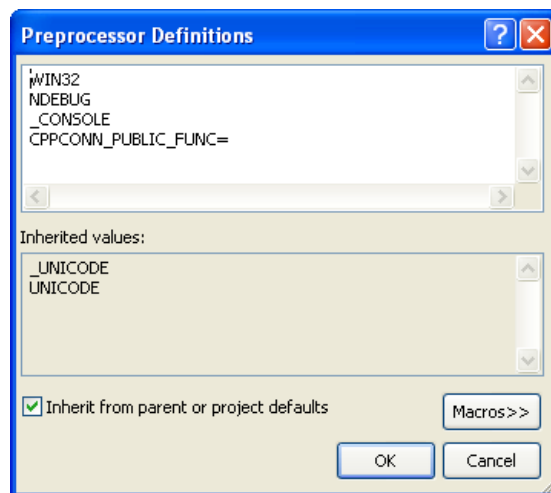 Preprocessor Definitions
WIN32
NDEBUG
_CONSOLE
CPPCONN_PUBLIC_FUNC=
Inherited values:
_UNICODE
UNICODE
Inherit from parent or project defaults
Macros>>
OK
Cancel